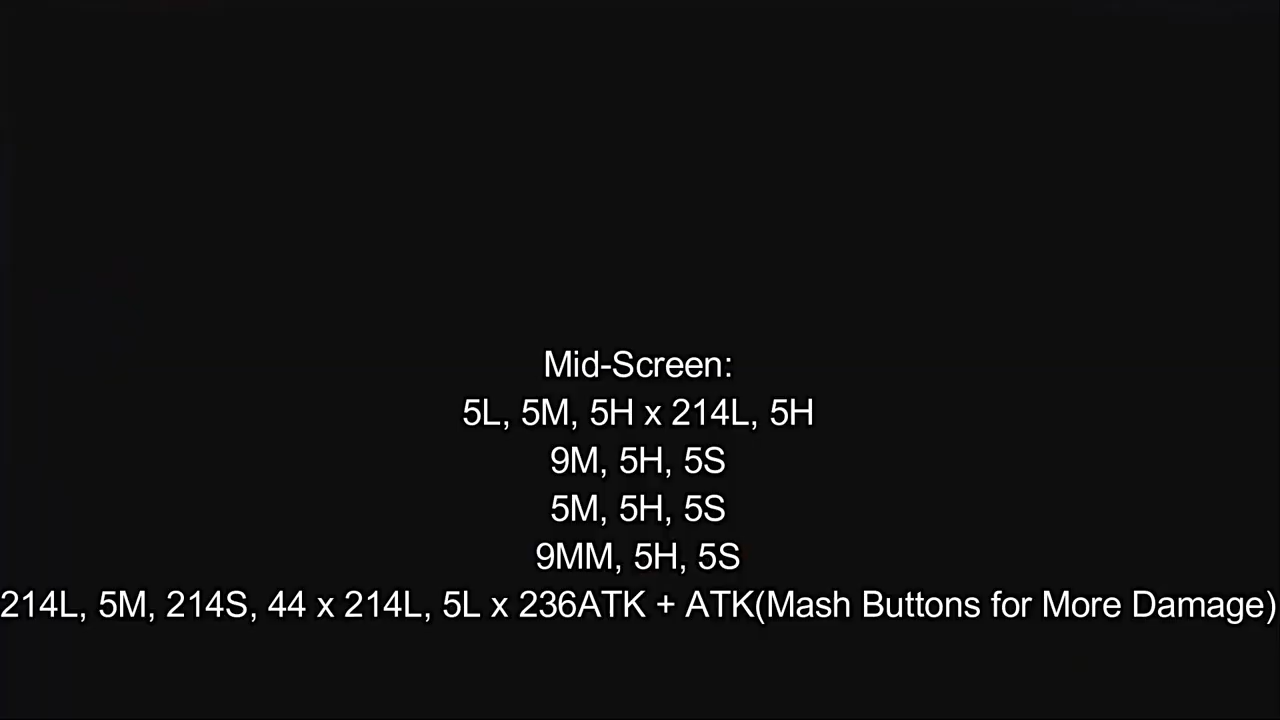 Mid-Screen:
5L, 5M, 5H x 214L, 5H
9M, 5H, 5S
5M, 5H, 5S
9MM, 5H, 5S
214L, 5M, 214S, 44 x 214L, 5L x 236ATK + ATK(Mash Buttons for More Damage)